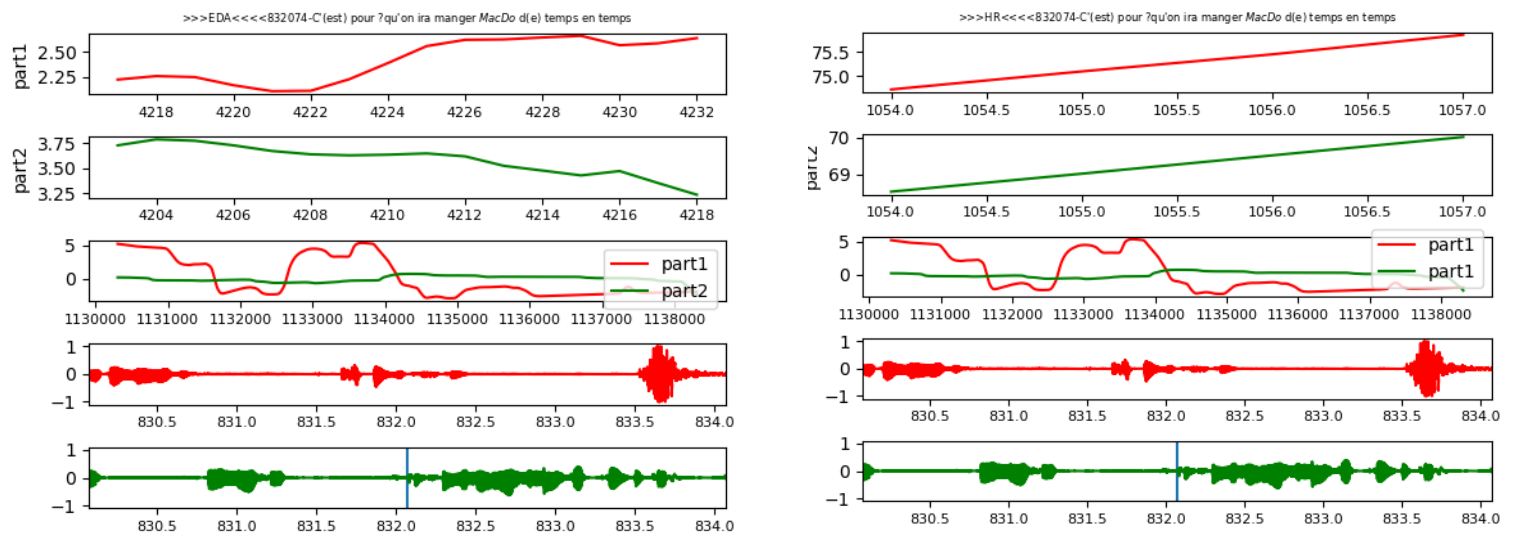 >>>EDA<<<<832074-C'(est) pour ?qu'on ira manger MacDo d(e) temps en temps
part1
2.50
2.25
4218 4220 4222 4224 4226 4228 4230 4232
part2
3.75
3.50
3.25
4204 4206 4208 4210 4212 4214 4216 4218
5
0
part1
part2
1130000 1131000 1132000 1133000 1134000 1135000 1136000 1137000 1138000
1
0
−1
830.5 831.0 831.5 832.0 832.5 833.0 833.5 834.0
1
0
−1
830.5 831.0 831.5 832.0 832.5 833.0 833.5 834.0
>>>HR<<<<832074-C'(est) pour ?qu'on ira manger MacDo d(e) temps en temps
75.5
75.0
1054.0 1054.5 1055.0 1055.5 1056.0 1056.5 1057.0
part2
70
69
1054.0 1054.5 1055.0 1055.5 1056.0 1056.5 1057.0
5
0
part1
part1
1130000 1131000 1132000 1133000 1134000 1135000 1136000 1137000 1138000
1
0
−1
830.5 831.0 831.5 832.0 832.5 833.0 833.5 834.0
1
0
−1
830.5 831.0 831.5 832.0 832.5 833.0 833.5 834.0